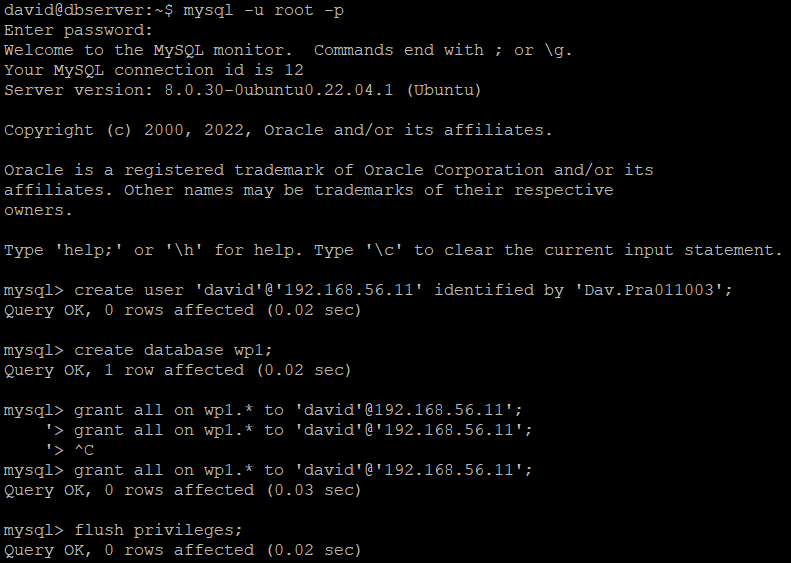 david@dbserver:~$ mysql -u root -p
Enter password:
Welcome to the MySQL monitor.  Commands end with ; or \g.
Your MySQL connection id is 12
Server version: 8.0.30-0ubuntu0.22.04.1 (Ubuntu)
Copyright (c) 2000, 2022, Oracle and/or its affiliates.
Oracle is a registered trademark of Oracle Corporation and/or its
affiliates. Other names may be trademarks of their respective
owners.
Type 'help;' or '\h' for help. Type '\c' to clear the current input statement.
mysql> create user 'david'@'192.168.56.11' identified by 'Dav.Pra011003';
Query OK, 0 rows affected (0.02 sec)
mysql> create database wp1;
Query OK, 1 row affected (0.02 sec)
mysql> grant all on wp1.* to 'david'@192.168.56.11';
    '> grant all on wp1.* to 'david'@'192.168.56.11';
    '> ^C
mysql> grant all on wp1.* to 'david'@'192.168.56.11';
Query OK, 0 rows affected (0.03 sec)
mysql> flush privileges;
Query OK, 0 rows affected (0.02 sec)